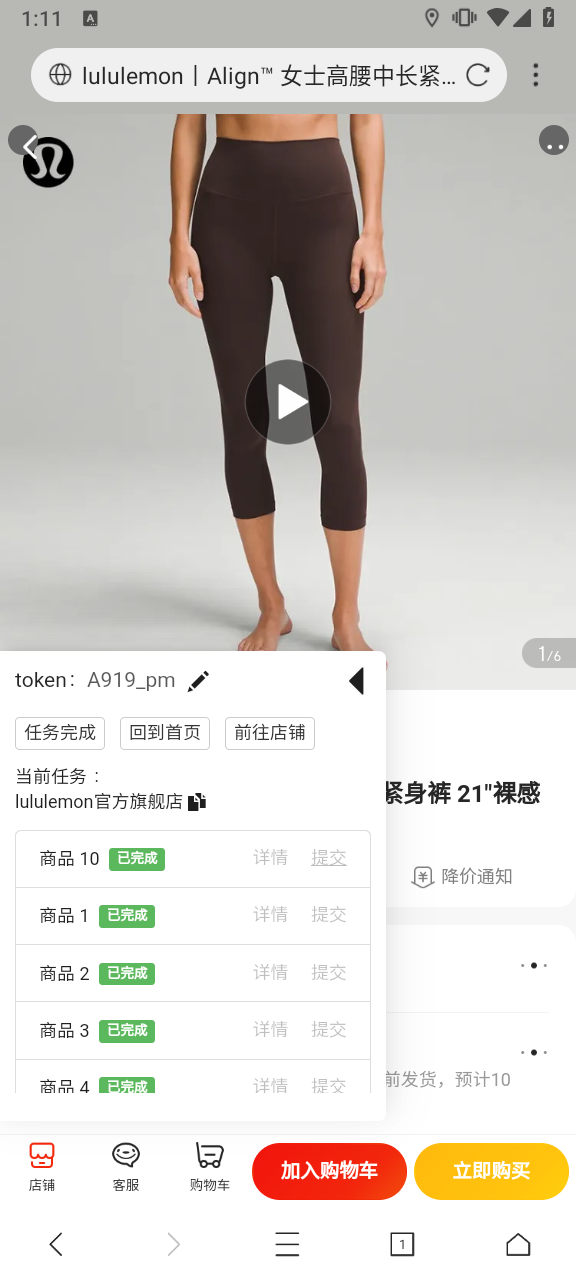 1:11 A
lululemon丨Align™ 女士高腰中长紧...
1/6
token: A919_pm
任务完成 回到首页 前往店铺
当前任务：
lululemon官方旗舰店
紧身裤 21"裸感
商品 10 已完成 详情 提交
降价通知
商品 1 已完成 详情 提交
商品 2 已完成 详情 提交
商品 3 已完成 详情 提交
商品 4 已完成 详情 提交
前发货，预计10
店铺 客服 购物车 加入购物车 立即购买
1